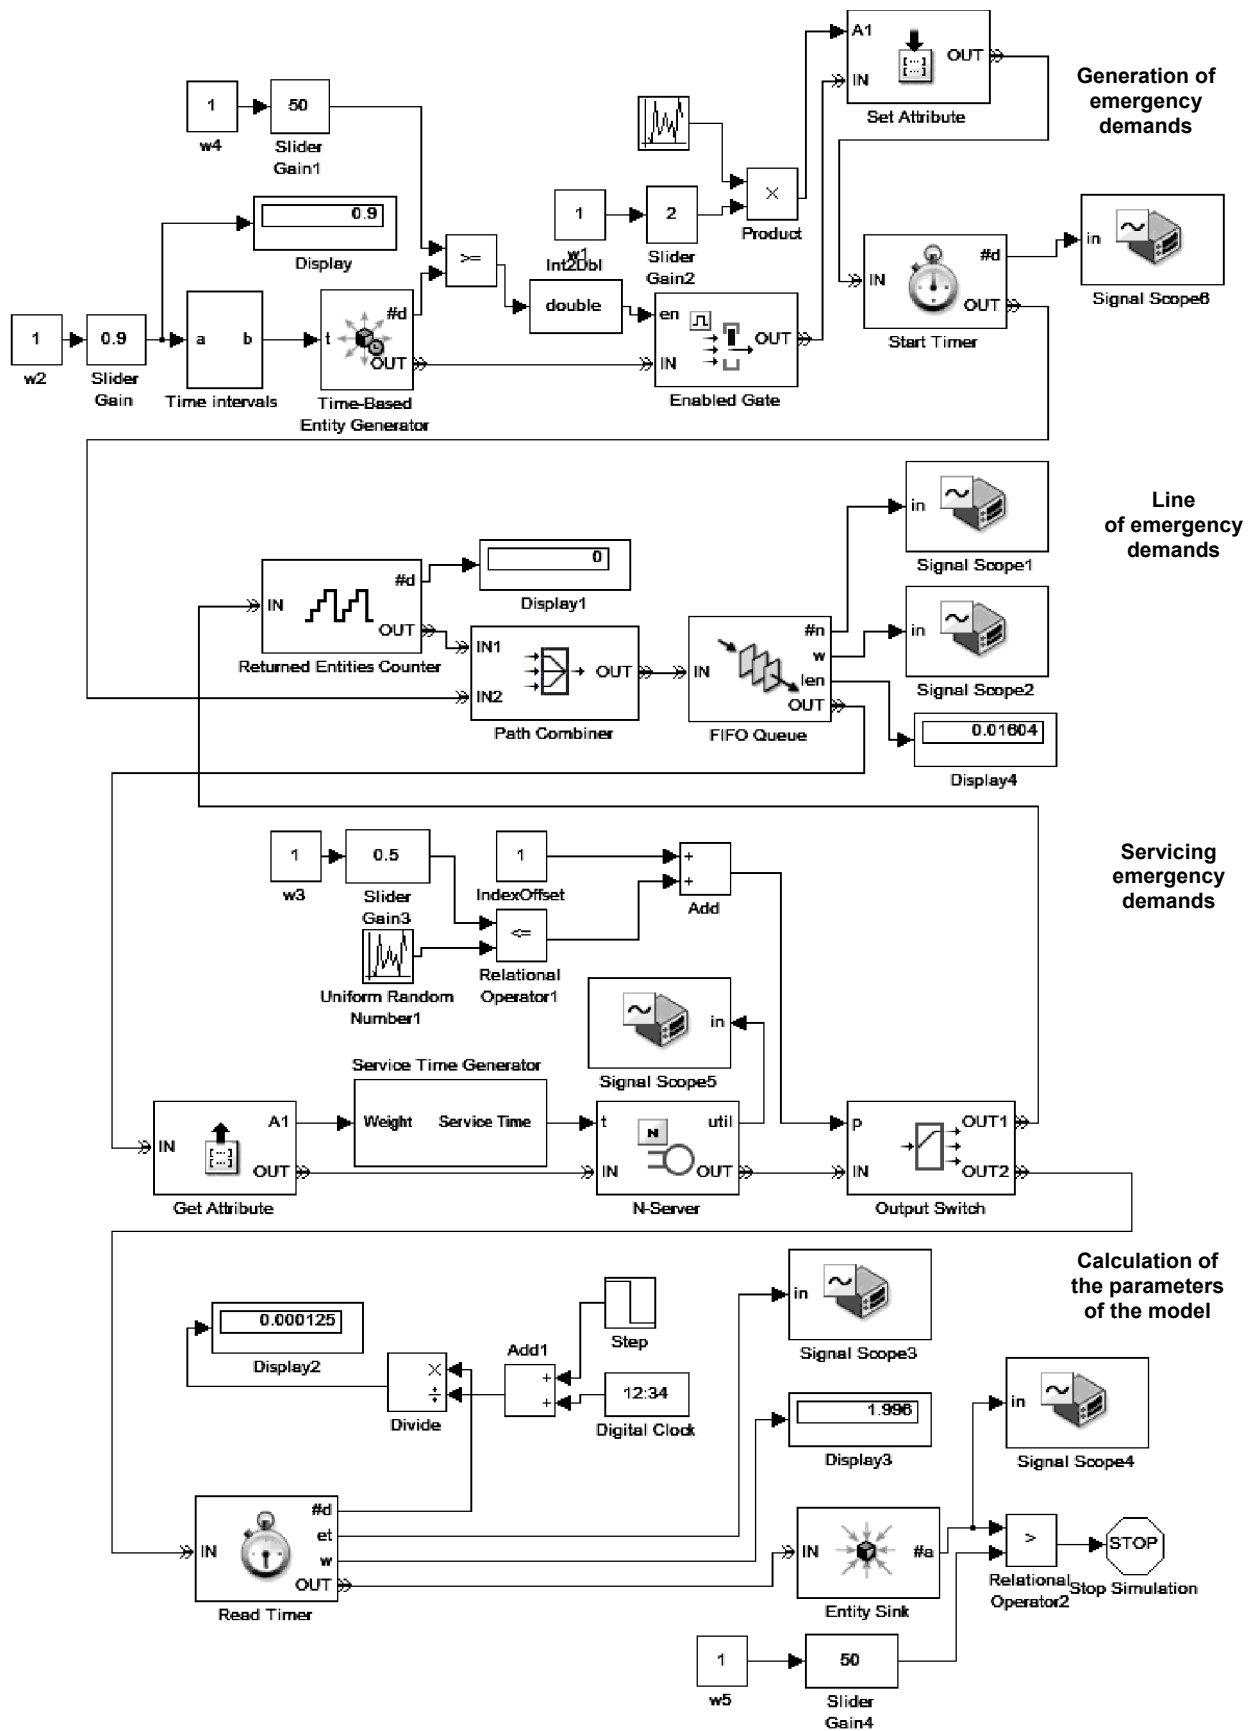 A1
OUT
IN
Set Attribute
Generation of
emergency
demands
1
w4
50
Slider
Gain1
0.9
Display
>=
×
Product
1
w1
Int2Dbl
2
Slider
Gain2
double
in
Signal Scope6
#d
IN
OUT
Start Timer
1
w2
0.9
Slider
Gain
a
b
Time intervals
t
#d
OUT
Time-Based
Entity Generator
en
OUT
IN
Enabled Gate
in
Signal Scope1
Line
of emergency
demands
#d
IN
OUT
Returned Entities Counter
0
Display1
IN1
OUT
IN2
Path Combiner
#n
w
IN
len
OUT
FIFO Queue
in
Signal Scope2
0.01604
Display4
1
w3
0.5
Slider
Gain3
1
IndexOffset
+
+
Add
Servicing
emergency
demands
<=
Relational
Operator1
Uniform Random
Number1
in
Signal Scope5
Service Time Generator
Weight
Service Time
A1
IN
OUT
Get Attribute
t
util
N
IN
OUT
N-Server
p
OUT1
IN
OUT2
Output Switch
Calculation of
the parameters
of the model
0.000125
Display2
×
÷
Divide
Add1
+
+
Step
12:34
Digital Clock
in
Signal Scope3
1.996
Display3
in
Signal Scope4
#d
et
IN
w
OUT
Read Timer
IN
#a
Entity Sink
>
Relational
Operator2
STOP
Stop Simulation
1
w5
50
Slider
Gain4